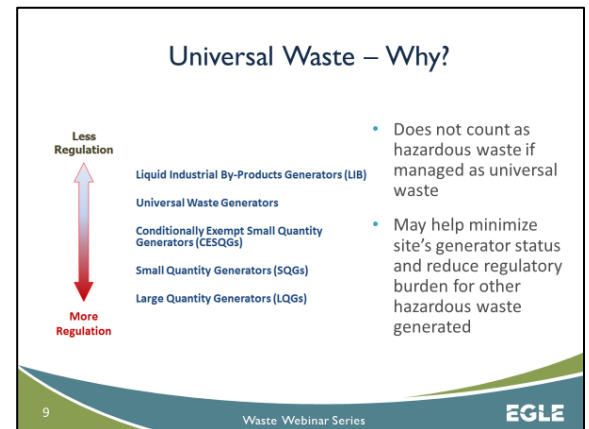 Universal Waste – Why?
Less
Regulation
Liquid Industrial By-Products Generators (LIB)
Universal Waste Generators
Conditionally Exempt Small Quantity
Generators (CESQGs)
Small Quantity Generators (SQGs)
Large Quantity Generators (LQGs)
More
Regulation
• Does not count as
hazardous waste if
managed as universal
waste
• May help minimize
site's generator status
and reduce regulatory
burden for other
hazardous waste
generated
9
Waste Webinar Series
EGLE